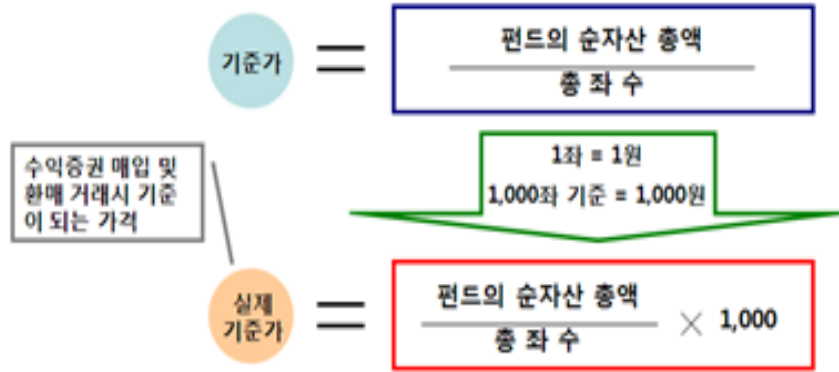 기준가
=
펀드의 순자산 총액
총 좌 수
수익증권 매입 및
환매 거래시 기준
이 되는 가격
1좌 = 1원
1,000좌 기준 = 1,000원
실제
기준가
=
펀드의 순자산 총액
총 좌 수
× 1,000